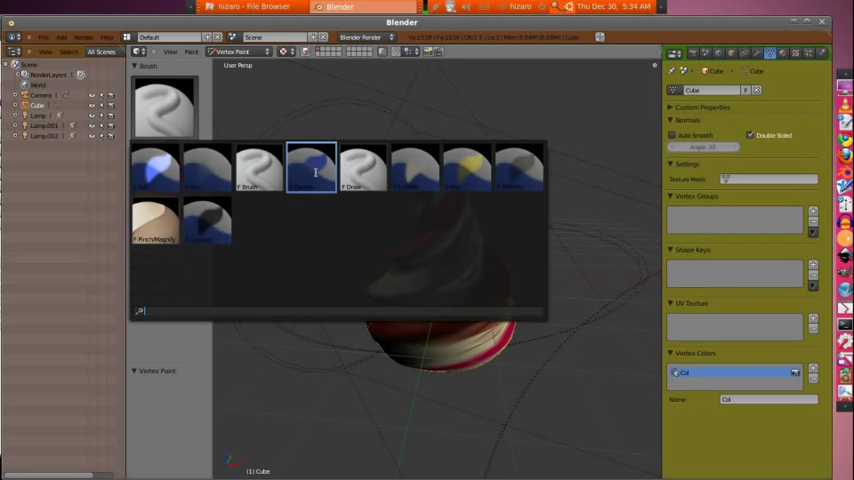 hizaro - File Browser
Blender
hizaro
Thu Dec 30, 5:34 AM
Blender
File Add Render Help
Default
Scene
Blender Render
View Search All Scenes
View Paint Vertex Paint
Scene
RenderLayers
World
Camera
Cube
Lamp
Lamp.001
Lamp.002
Brush
User Persp
F Brush
F Draw
F Pinch/Magnify
Vertex Paint
(1) Cube
Cube
Cube
Cube
F
Custom Properties
Normals
Auto Smooth
Double Sided
Angle: 30
Settings
Texture Mesh:
Vertex Groups
Shape Keys
UV Texture
Vertex Colors
Col
Name:
Col